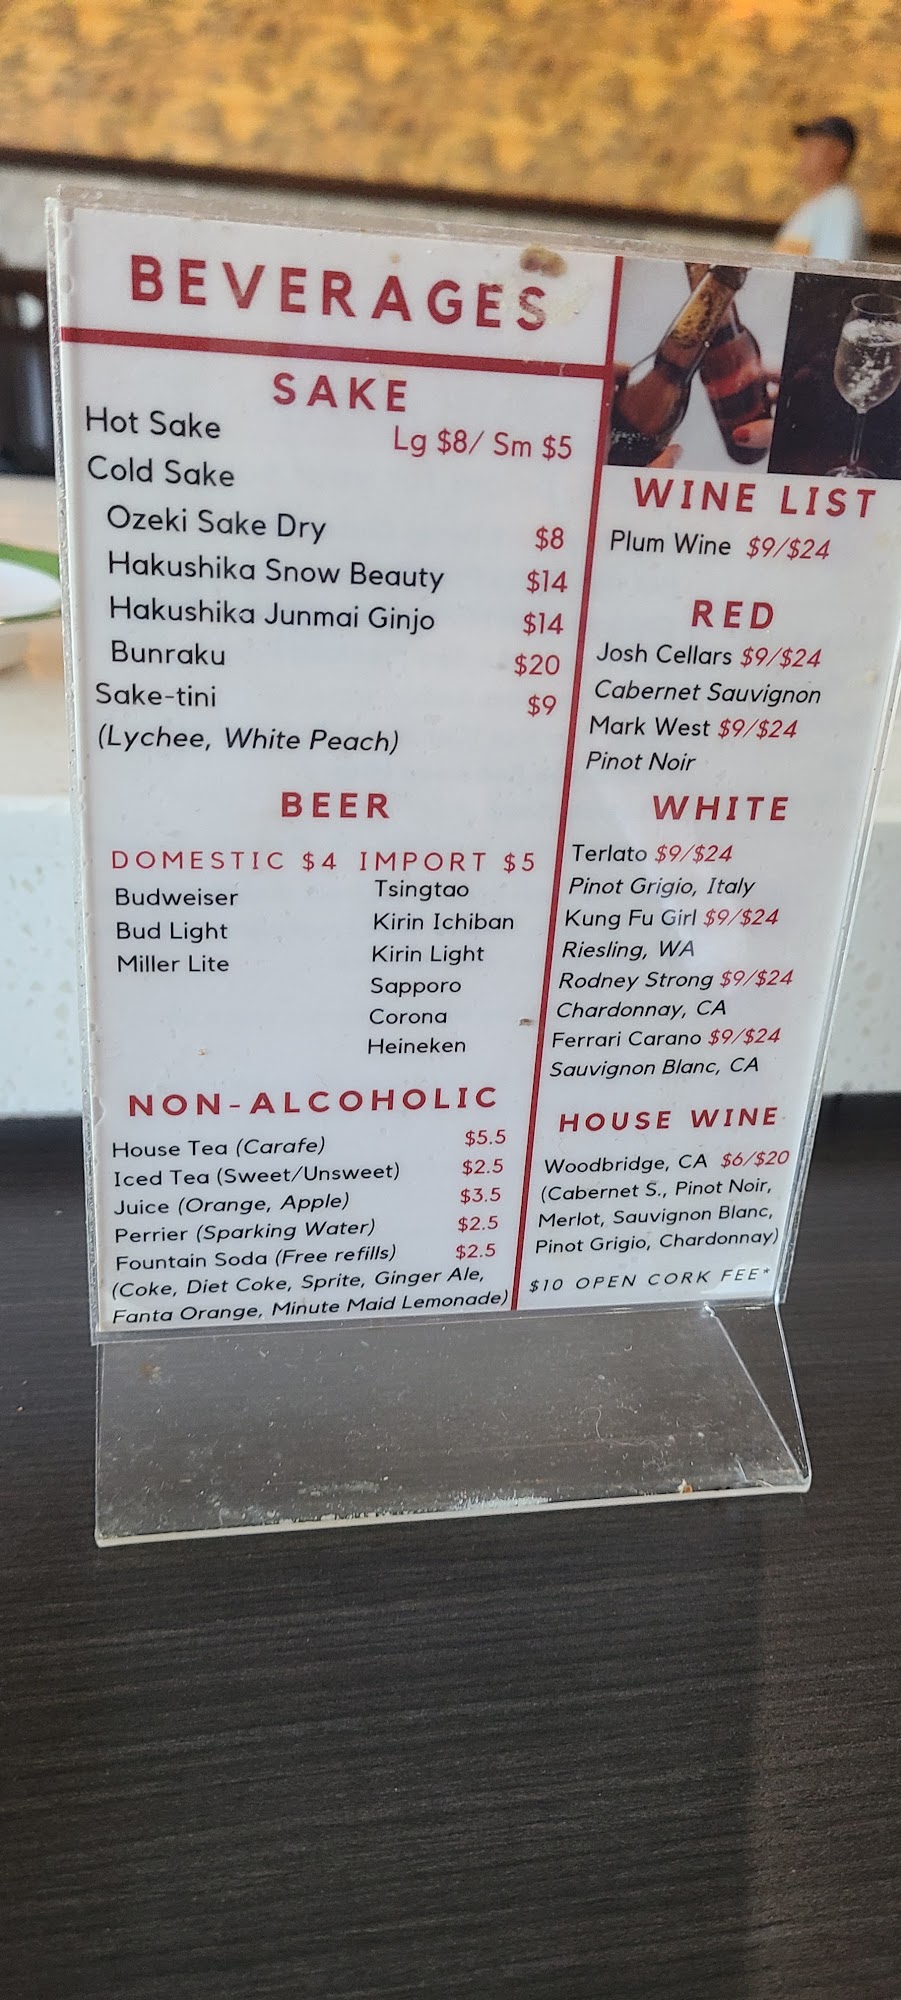 BEVERAGES
SAKE
Hot Sake Lg $8/ Sm $5
Cold Sake
Ozeki Sake Dry $8
Hakushika Snow Beauty $14
Hakushika Junmai Ginjo $14
Bunraku $20
Sake-tini $9
(Lychee, White Peach)
BEER
DOMESTIC $4 IMPORT $5
Budweiser Tsingtao
Bud Light Kirin Ichiban
Miller Lite Kirin Light
Sapporo
Corona
Heineken
NON-ALCOHOLIC
House Tea (Carafe) $5.5
Iced Tea (Sweet/Unsweet) $2.5
Juice (Orange, Apple) $3.5
Perrier (Sparking Water) $2.5
Fountain Soda (Free refills) $2.5
(Coke, Diet Coke, Sprite, Ginger Ale,
Fanta Orange, Minute Maid Lemonade)
WINE LIST
Plum Wine $9/$24
RED
Josh Cellars $9/$24
Cabernet Sauvignon
Mark West $9/$24
Pinot Noir
WHITE
Terlato $9/$24
Pinot Grigio, Italy
Kung Fu Girl $9/$24
Riesling, WA
Rodney Strong $9/$24
Chardonnay, CA
Ferrari Carano $9/$24
Sauvignon Blanc, CA
HOUSE WINE
Woodbridge, CA $6/$20
(Cabernet S., Pinot Noir,
Merlot, Sauvignon Blanc,
Pinot Grigio, Chardonnay)
$10 OPEN CORK FEE*